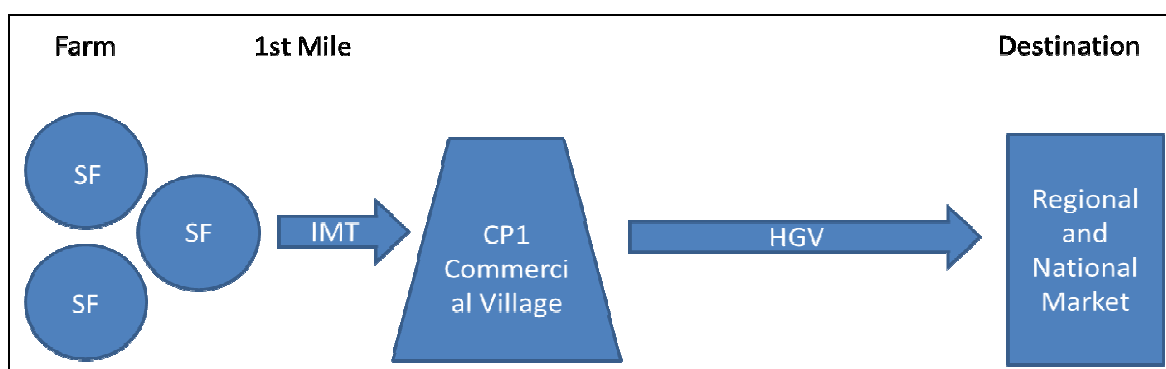 Farm
1st Mile
Destination
SF
SF
SF
IMT
CP1
Commerci
al Village
HGV
Regional
and
National
Market